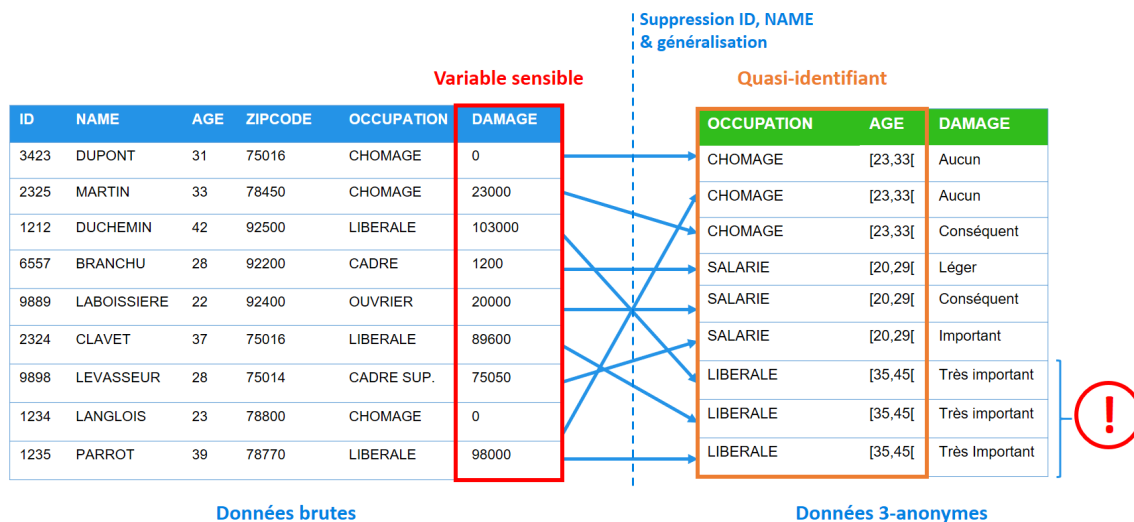 Suppression ID, NAME
& généralisation
Variable sensible
Quasi-identifiant
ID NAME AGE ZIPCODE OCCUPATION DAMAGE
3423 DUPONT 31 75016 CHOMAGE 0
2325 MARTIN 33 78450 CHOMAGE 23000
1212 DUCHEMIN 42 92500 LIBERALE 103000
6557 BRANCHU 28 92200 CADRE 1200
9889 LABOISSIERE 22 92400 OUVRIER 20000
2324 CLAVET 37 75016 LIBERALE 89600
9898 LEVASSEUR 28 75014 CADRE SUP. 75050
1234 LANGLOIS 23 78800 CHOMAGE 0
1235 PARROT 39 78770 LIBERALE 98000
Données brutes
OCCUPATION AGE DAMAGE
CHOMAGE [23,33[ Aucun
CHOMAGE [23,33[ Aucun
CHOMAGE [23,33[ Conséquent
SALARIE [20,29[ Léger
SALARIE [20,29[ Conséquent
SALARIE [20,29[ Important
LIBERALE [35,45[ Très important
LIBERALE [35,45[ Très important
LIBERALE [35,45[ Très Important
!
Données 3-anonymes